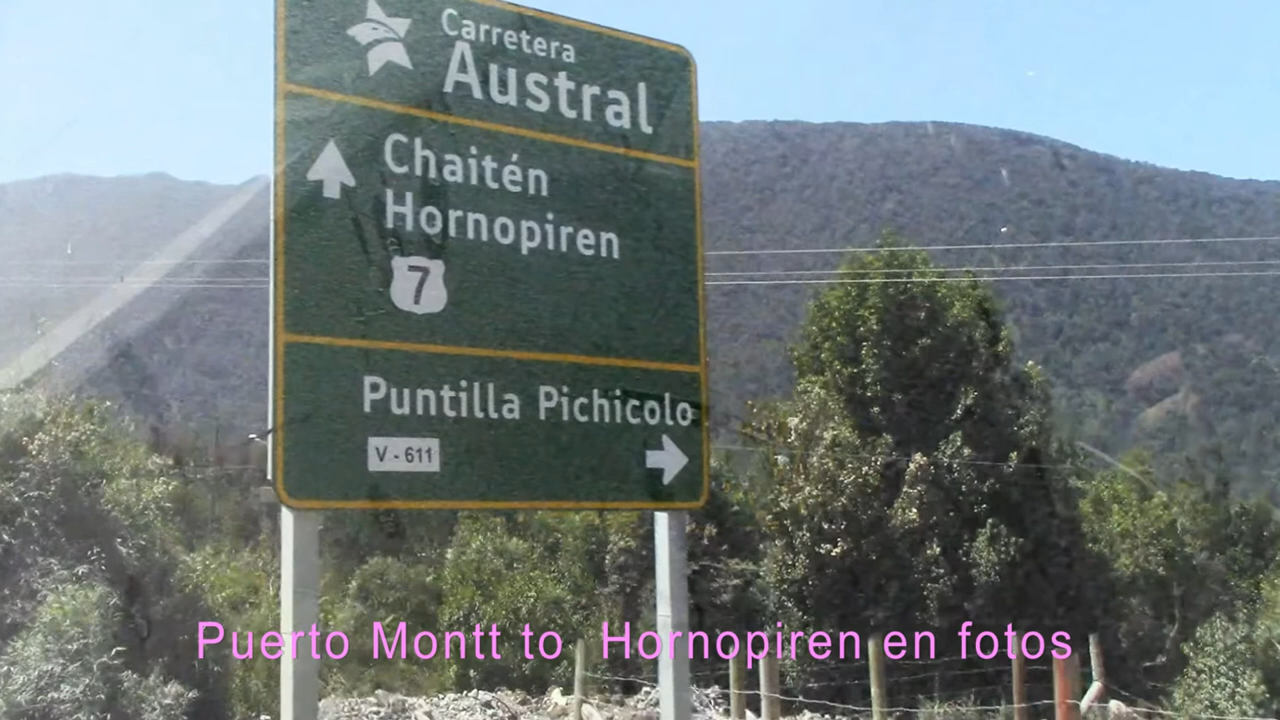 Carretera
Austral
Chaitén
Hornopiren
7
Puntilla Pichicolo
V - 611
Puerto Montt to Hornopiren en fotos